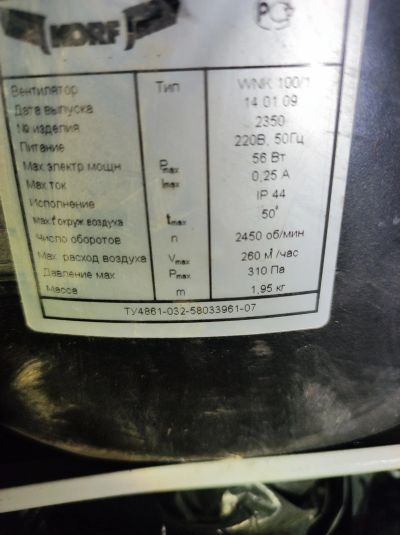 KORF
РС
Вентилятор Тип WNK 100/1
Дата выпуска 14 01 09
№ изделия 2350
Питание 220В, 50Гц
Мах электр мощн Pmax 56 Вт
Мах ток Imax 0,25 А
Исполнение IP 44
мах.t°окруж воздуха tmax 50°
Число оборотов n 2450 об/мин
Мах. расход воздуха Vmax 260 м³/час
Давление мах Pmax 310 Па
Масса m 1,95 кг
ТУ4861-032-58033961-07